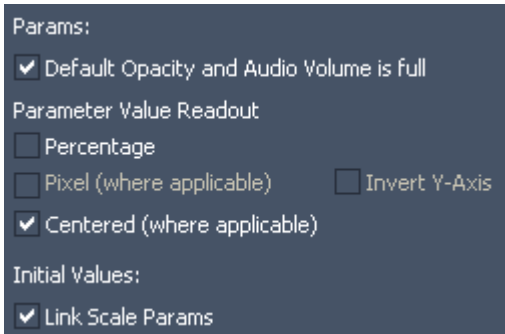 Params:
Default Opacity and Audio Volume is full
Parameter Value Readout
Percentage
Pixel (where applicable) Invert Y-Axis
Centered (where applicable)
Initial Values:
Link Scale Params